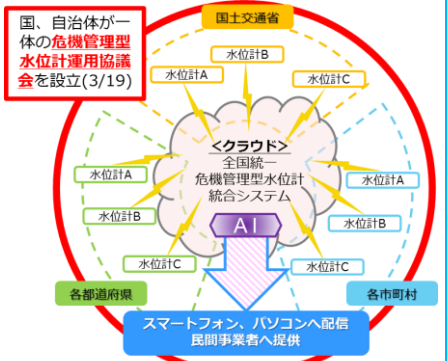 国、自治体が一
体の危機管理型
水位計運用協議
会を設立(3/19)
国土交通省
水位計B
水位計A
水位計C
<クラウド>
全国統一
危機管理型水位計
統合システム
AI
水位計A
水位計B
水位計C
水位計A
水位計B
水位計C
各都道府県
各市町村
スマートフォン、パソコンへ配信
民間事業者へ提供